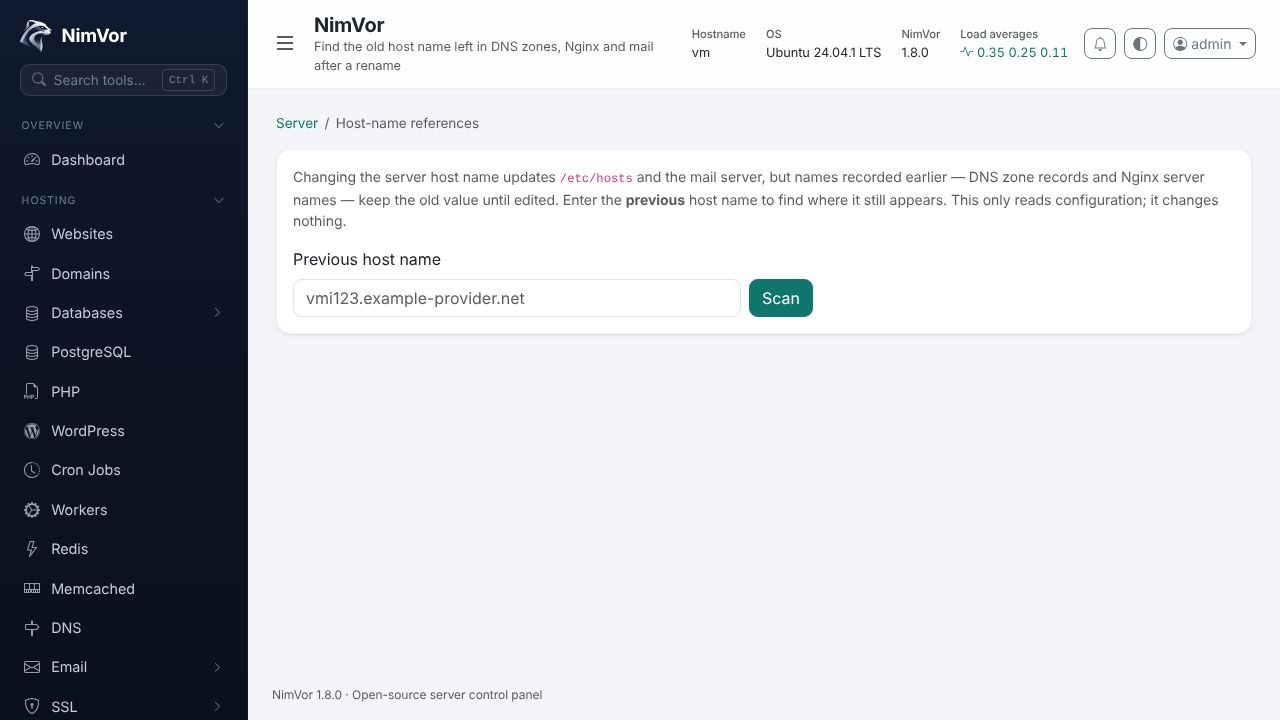 NimVor
Search tools...
Ctrl K
OVERVIEW
Dashboard
HOSTING
Websites
Domains
Databases
PostgreSQL
PHP
WordPress
Cron Jobs
Workers
Redis
Memcached
DNS
Email
SSL
NimVor
Find the old host name left in DNS zones, Nginx and mail
after a rename
Hostname
vm
OS
Ubuntu 24.04.1 LTS
NimVor
1.8.0
Load averages
0.35 0.25 0.11
admin
Server / Host-name references
Changing the server host name updates /etc/hosts and the mail server, but names recorded earlier — DNS zone records and Nginx server
names — keep the old value until edited. Enter the previous host name to find where it still appears. This only reads configuration; it changes
nothing.
Previous host name
vmi123.example-provider.net
Scan
NimVor 1.8.0 · Open-source server control panel